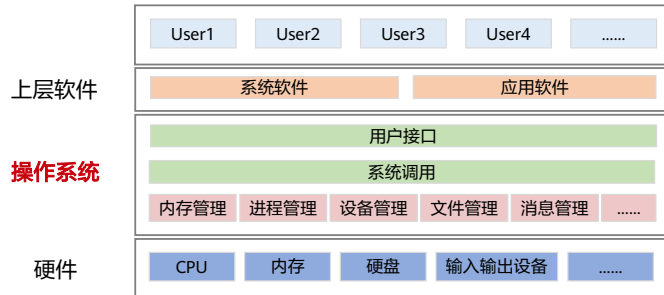 User1 User2 User3 User4 ......
上层软件 系统软件 应用软件
用户接口
操作系统 系统调用
内存管理 进程管理 设备管理 文件管理 消息管理 ......
硬件 CPU 内存 硬盘 输入输出设备 ......